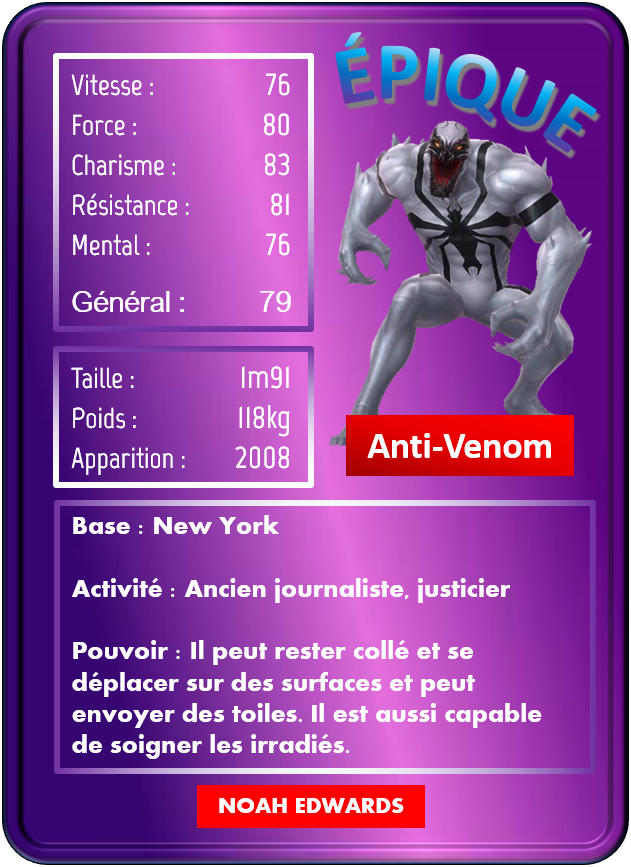 ÉPIQUE
Vitesse : 76
Force : 80
Charisme : 83
Résistance : 81
Mental : 76
Général : 79
Taille : 1m91
Poids : 118kg
Apparition : 2008
Anti-Venom
Base : New York
Activité : Ancien journaliste, justicier
Pouvoir : Il peut rester collé et se
déplacer sur des surfaces et peut
envoyer des toiles. Il est aussi capable
de soigner les irradiés.
NOAH EDWARDS